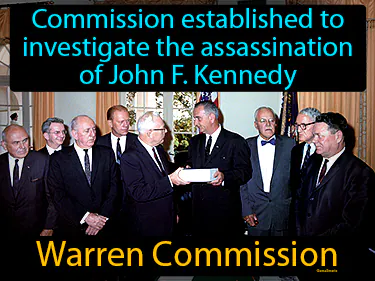 Commission established to
investigate the assassination
of John F. Kennedy
Warren Commission